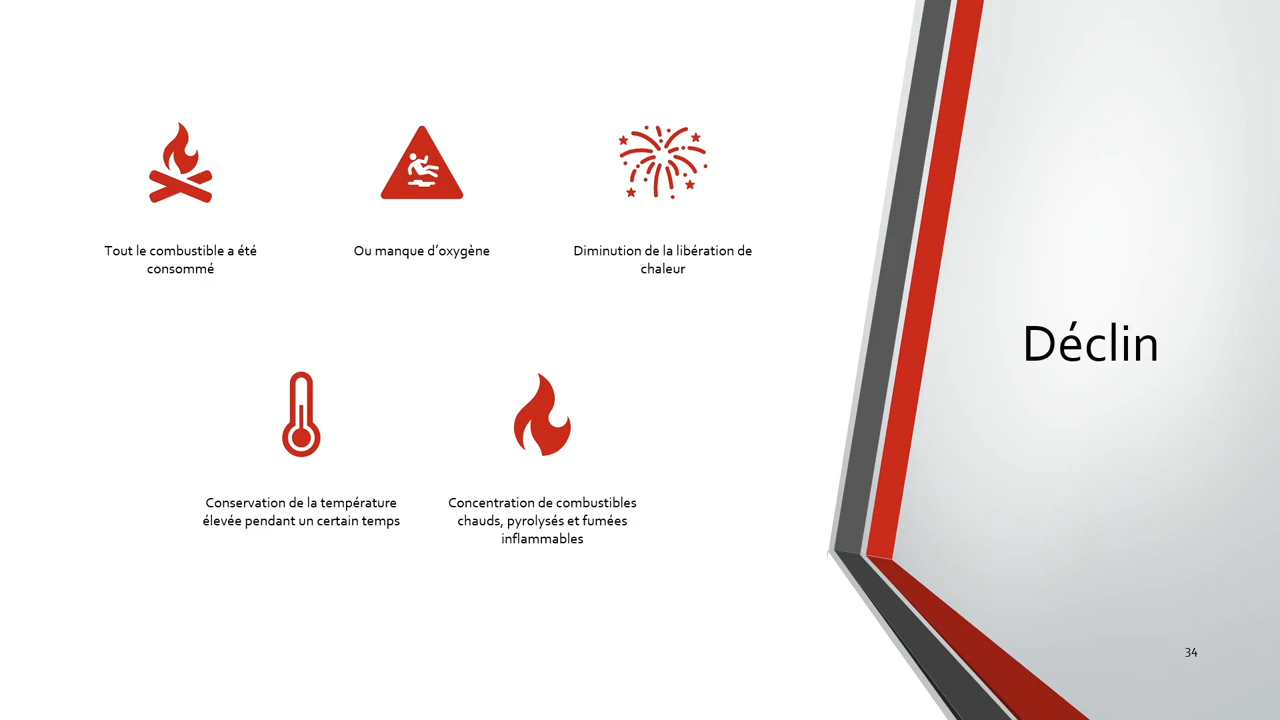 Tout le combustible a été
consommé
Ou manque d’oxygène
Diminution de la libération de
chaleur
Conservation de la température
élevée pendant un certain temps
Concentration de combustibles
chauds, pyrolysés et fumées
inflammables
Déclin
34